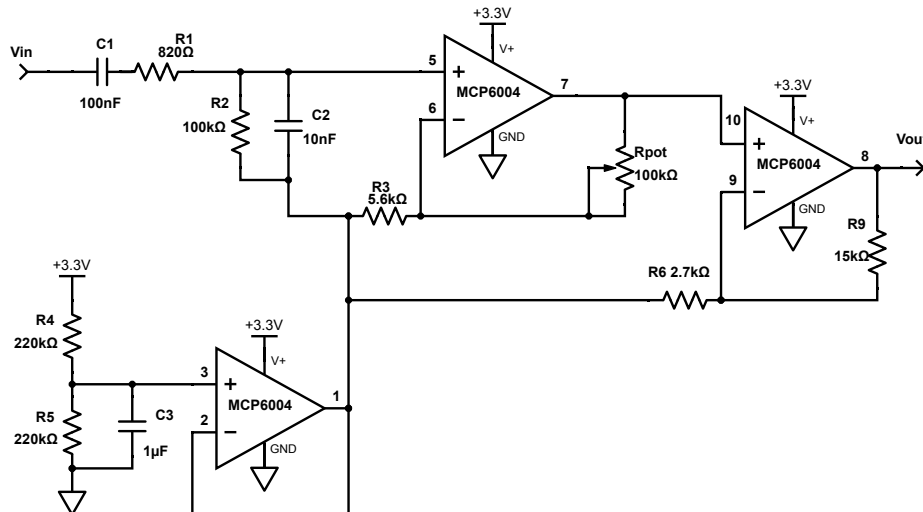 +3.3V
Vin
C1
100nF
R1
820Ω
R2
100kΩ
C2
10nF
5
6
V+
MCP6004
GND
7
Rpot
100kΩ
+3.3V
V+
10
9
MCP6004
GND
8
Vou
R9
15kΩ
R3
5.6kΩ
R6 2.7kΩ
+3.3V
R4
220kΩ
R5
220kΩ
C3
1µF
+3.3V
V+
3
2
MCP6004
GND
1